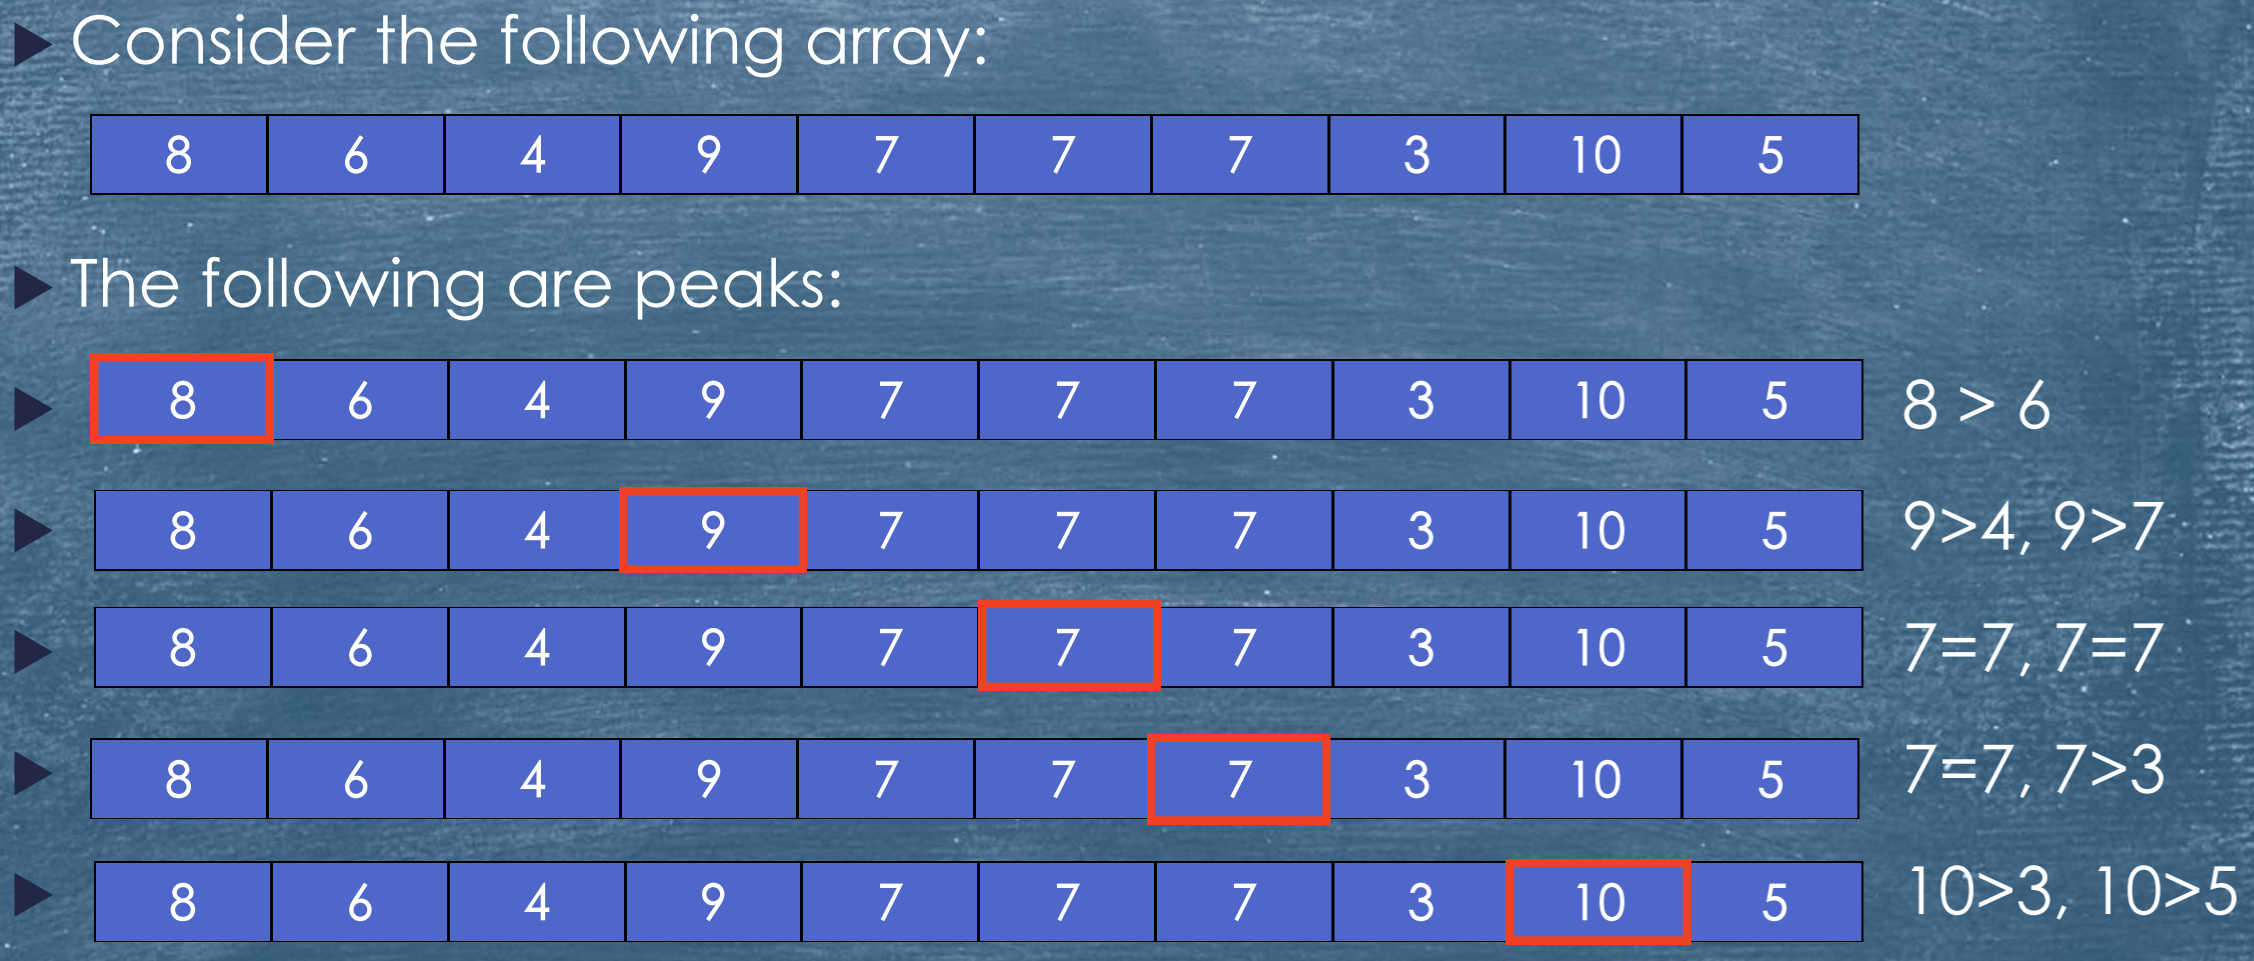 Consider the following array:
8 6 4 9 7 7 7 3 10 5
The following are peaks:
8 6 4 9 7 7 7 3 10 5 8 > 6
8 6 4 9 7 7 7 3 10 5 9>4, 9>7
8 6 4 9 7 7 7 3 10 5 7=7, 7=7
8 6 4 9 7 7 7 3 10 5 7=7, 7>3
8 6 4 9 7 7 7 3 10 5 10>3, 10>5